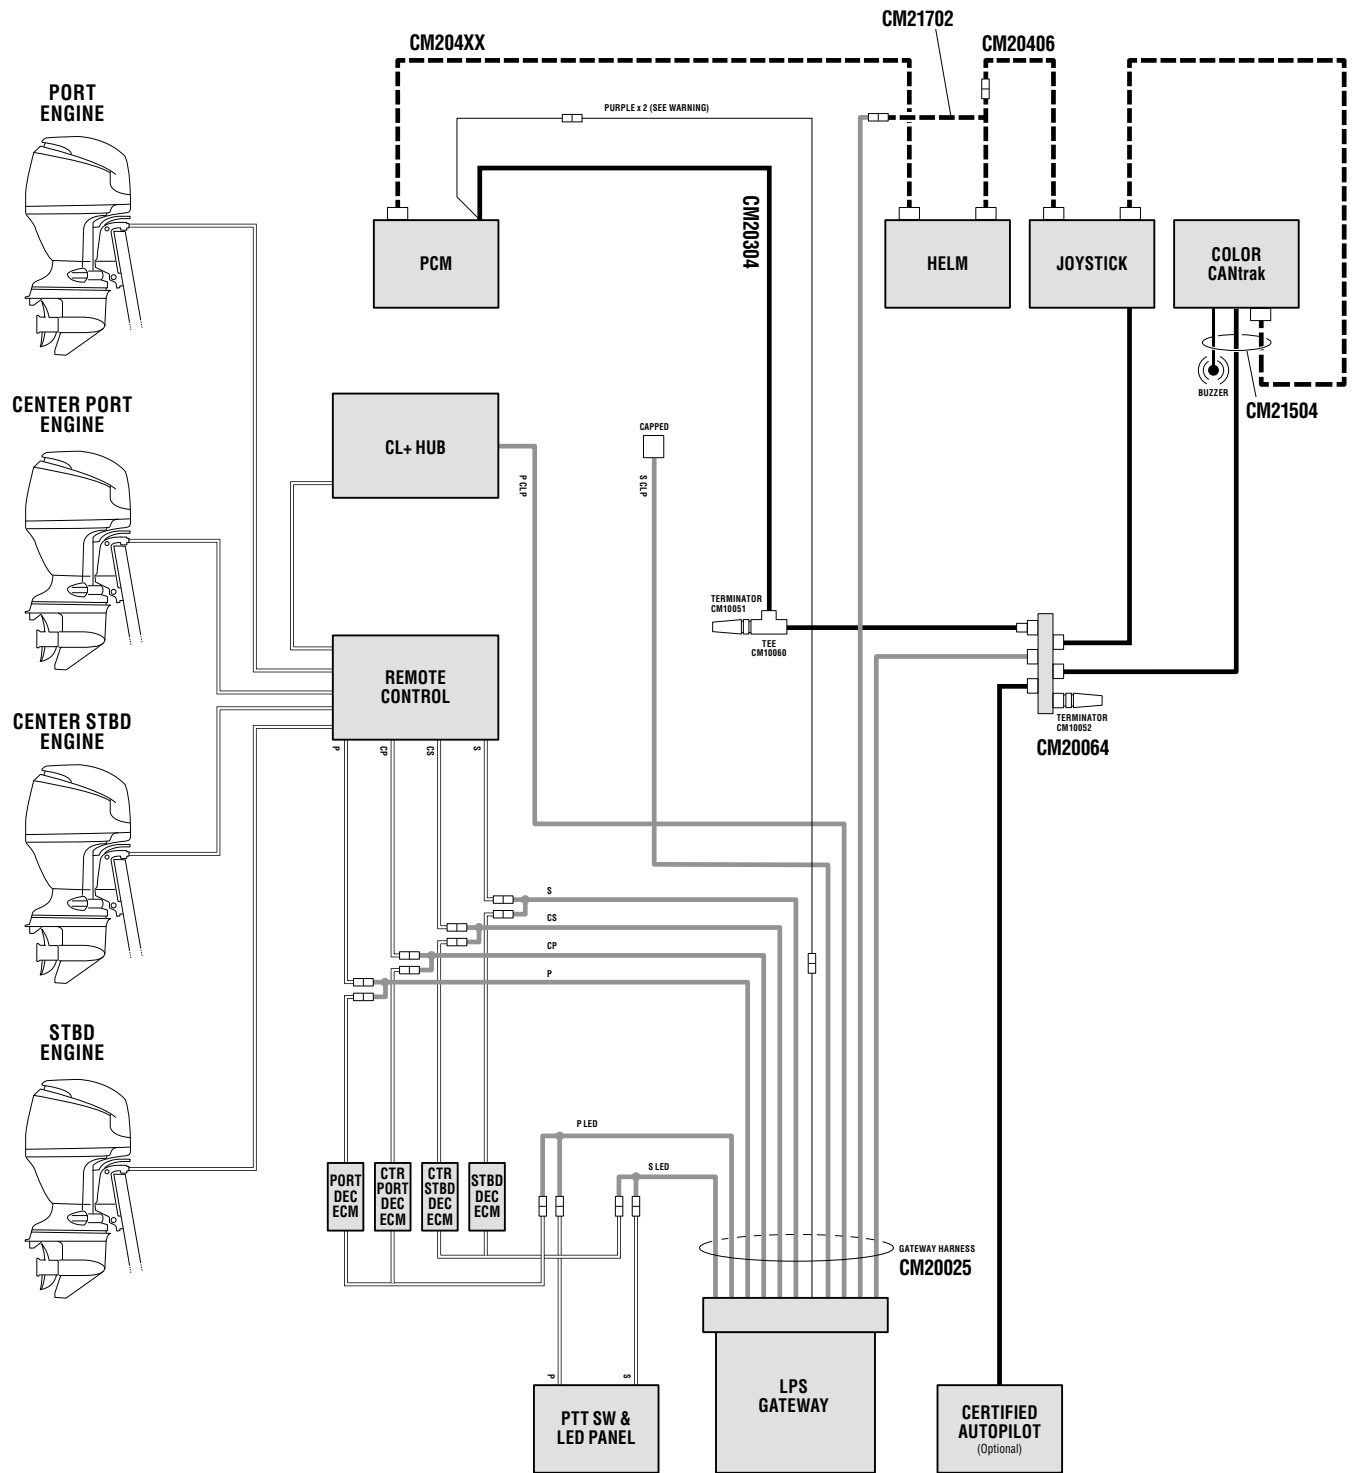 CM21702
CM204XX
CM20406
PORT
ENGINE
PURPLE x 2 (SEE WARNING)
CM20304
PCM
HELM
JOYSTICK
COLOR
CANtrak
BUZZER
CM21504
CENTER PORT
ENGINE
CL+ HUB
CAPPED
P CLP
S CLP
TERMINATOR
CM10051
TEE
CM10060
REMOTE
CONTROL
CENTER STBD
ENGINE
TERMINATOR
CM10052
CM20064
P
CP
CS
S
S
CS
CP
P
STBD
ENGINE
P LED
S LED
PORT
DEC
ECM
CTR
PORT
DEC
ECM
CTR
STBD
DEC
ECM
STBD
DEC
ECM
GATEWAY HARNESS
CM20025
P
S
PTT SW &
LED PANEL
LPS
GATEWAY
CERTIFIED
AUTOPILOT
(Optional)